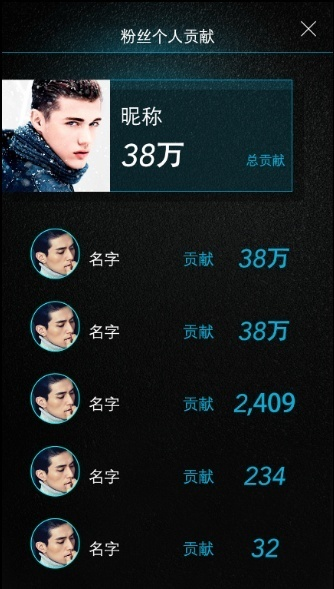 粉丝个人贡献
昵称
38万 总贡献
名字 贡献 38万
名字 贡献 38万
名字 贡献 2,409
名字 贡献 234
名字 贡献 32